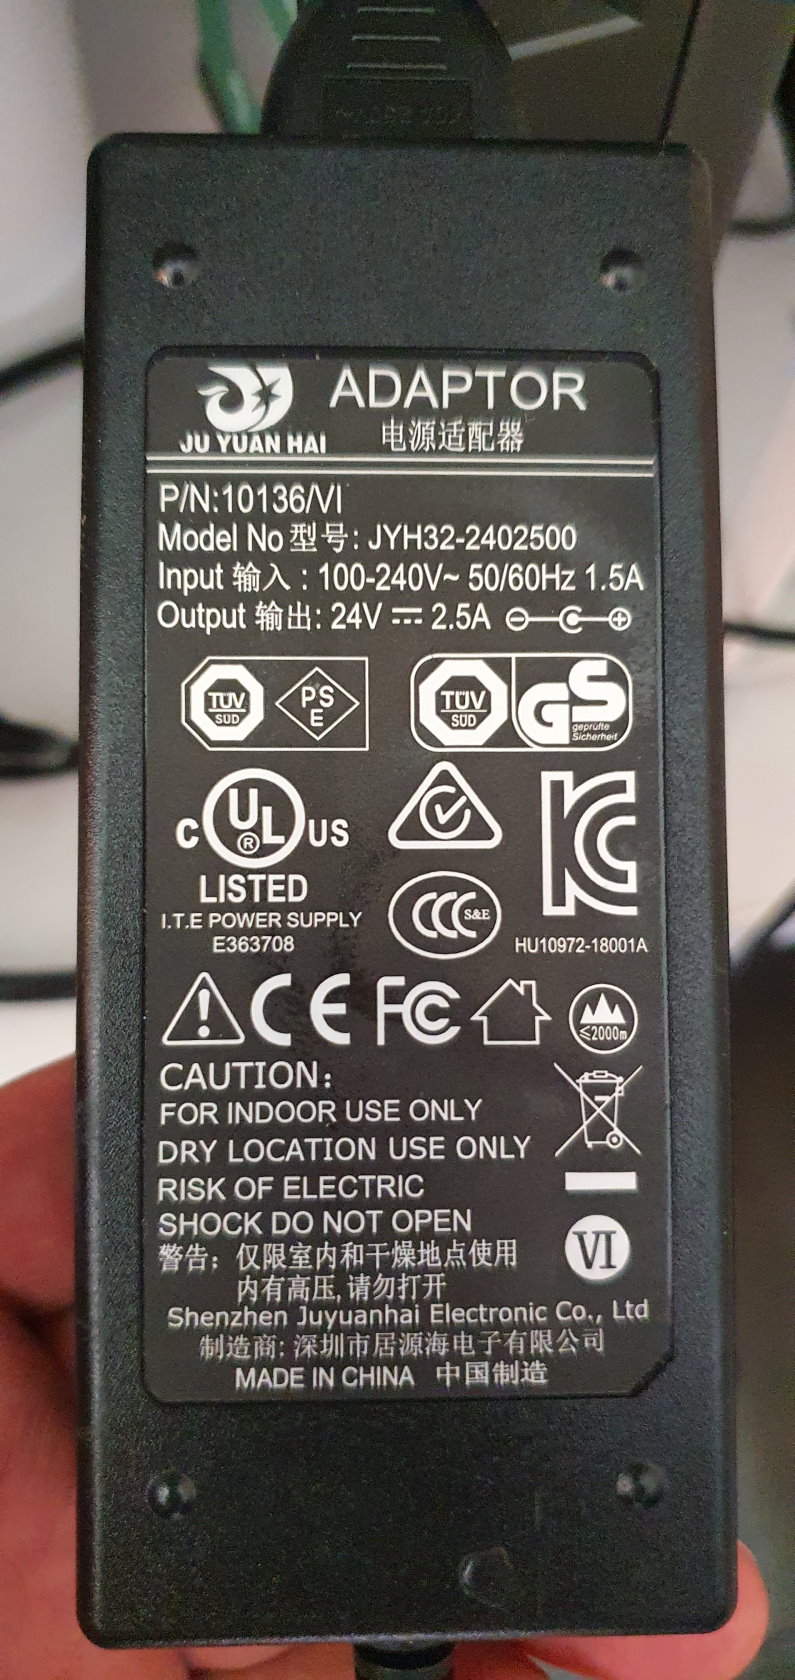 JU YUAN HAI
ADAPTOR
电源适配器
P/N:10136/VI
Model No 型号: JYH32-2402500
Input 输入 : 100-240V~ 50/60Hz 1.5A
Output 输出: 24V ⎓ 2.5A
TÜV
SÜD
PS
E
TÜV
SÜD
GS
geprüfte
Sicherheit
C UL US
®
LISTED
I.T.E POWER SUPPLY
E363708
CCC S&E
KC
HU10972-18001A
CE FC
≤2000m
CAUTION:
FOR INDOOR USE ONLY
DRY LOCATION USE ONLY
RISK OF ELECTRIC
SHOCK DO NOT OPEN
VI
警告: 仅限室内和干燥地点使用
内有高压,请勿打开
Shenzhen Juyuanhai Electronic Co., Ltd
制造商: 深圳市居源海电子有限公司
MADE IN CHINA 中国制造